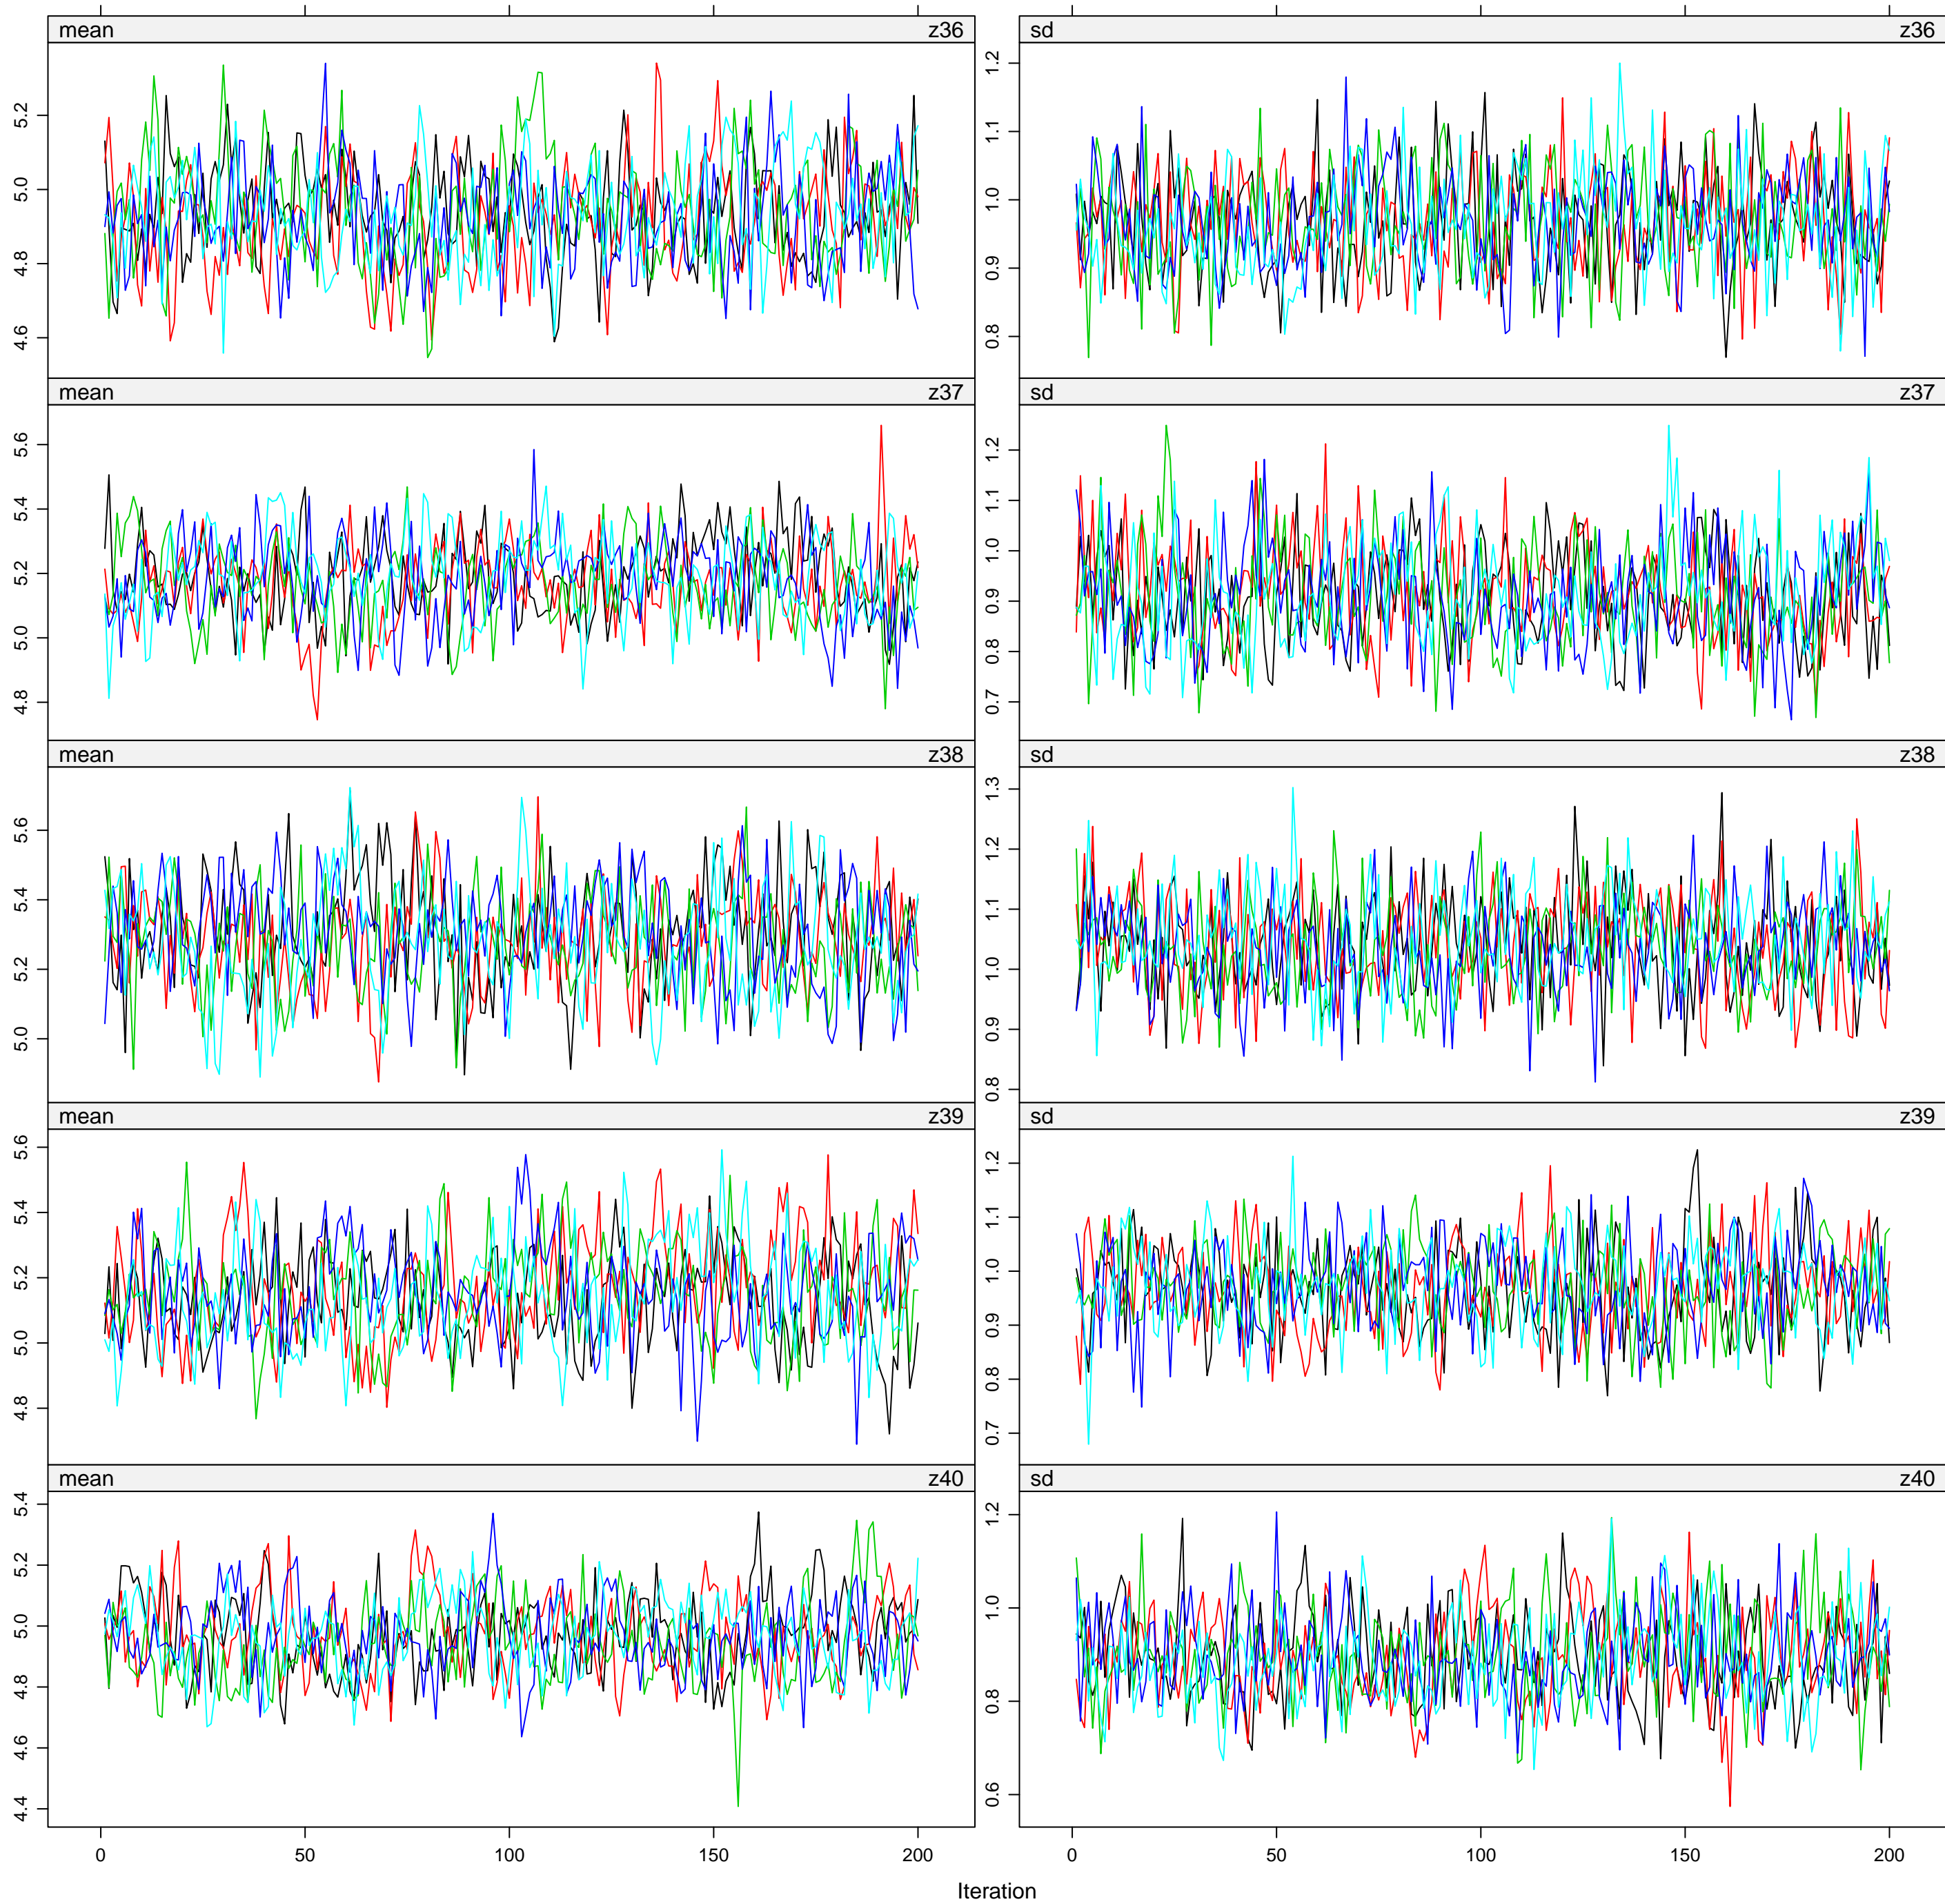 mean z36 sd z36
4.6 4.8 5.0 5.2 0.8 0.9 1.0 1.1 1.2
mean z37 sd z37
4.8 5.0 5.2 5.4 5.6 0.7 0.8 0.9 1.0 1.1 1.2
mean z38 sd z38
5.0 5.2 5.4 5.6 0.8 0.9 1.0 1.1 1.2 1.3
mean z39 sd z39
4.8 5.0 5.2 5.4 5.6 0.7 0.8 0.9 1.0 1.1 1.2
mean z40 sd z40
4.4 4.6 4.8 5.0 5.2 5.4 0.6 0.8 1.0 1.2
0 50 100 150 200 0 50 100 150 200
Iteration